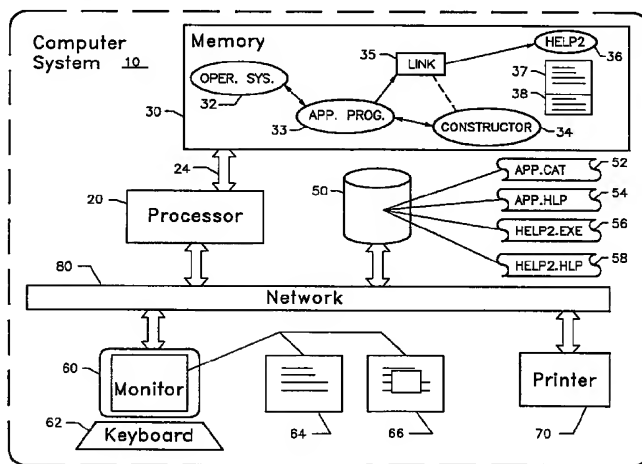 Computer
System 10
Memory
35
LINK
HELP2
36
OPER. SYS.
32
37
38
30
APP. PROG.
33
CONSTRUCTOR
34
24
20
Processor
50
APP.CAT
52
APP.HLP
54
HELP2.EXE
56
HELP2.HLP
58
80
Network
60
Monitor
62
Keyboard
64
66
Printer
70